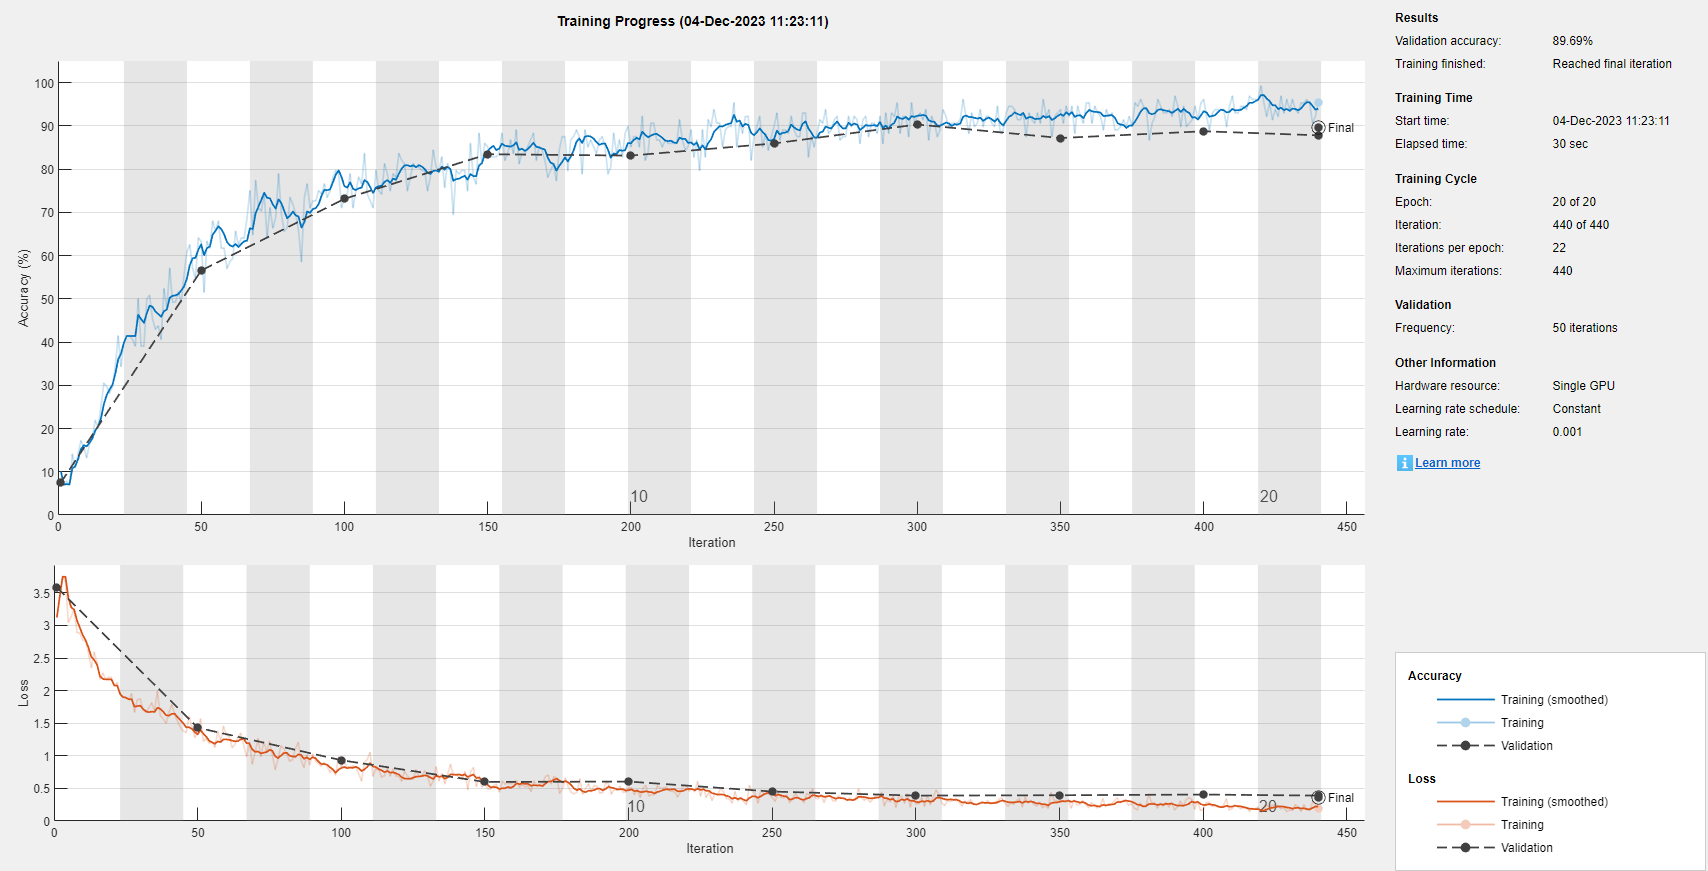 Training Progress (04-Dec-2023 11:23:11)
100
90
80
70
60
50
40
30
20
10
0
Accuracy (%)
10
20
Final
0 50 100 150 200 250 300 350 400 450
Iteration
3.5
3
2.5
2
1.5
1
0.5
0
Loss
10
20
Final
0 50 100 150 200 250 300 350 400 450
Iteration
Results
Validation accuracy: 89.69%
Training finished: Reached final iteration
Training Time
Start time: 04-Dec-2023 11:23:11
Elapsed time: 30 sec
Training Cycle
Epoch: 20 of 20
Iteration: 440 of 440
Iterations per epoch: 22
Maximum iterations: 440
Validation
Frequency: 50 iterations
Other Information
Hardware resource: Single GPU
Learning rate schedule: Constant
Learning rate: 0.001
i Learn more
Accuracy
Training (smoothed)
Training
Validation
Loss
Training (smoothed)
Training
Validation